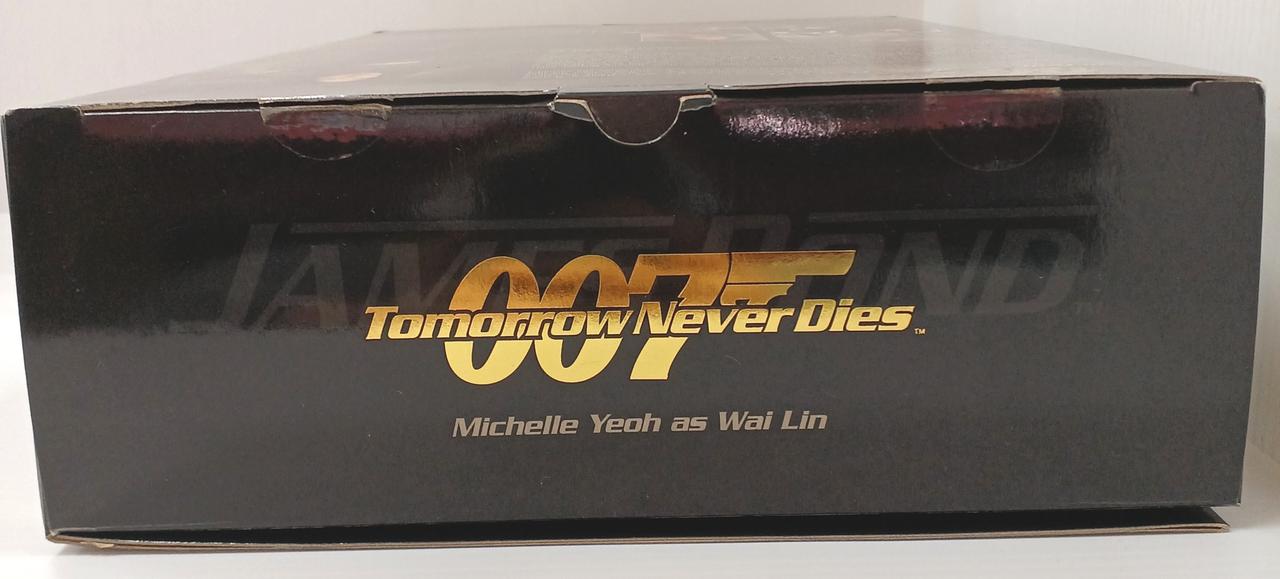 James Bond
007
Tomorrow Never Dies™
Michelle Yeoh as Wai Lin